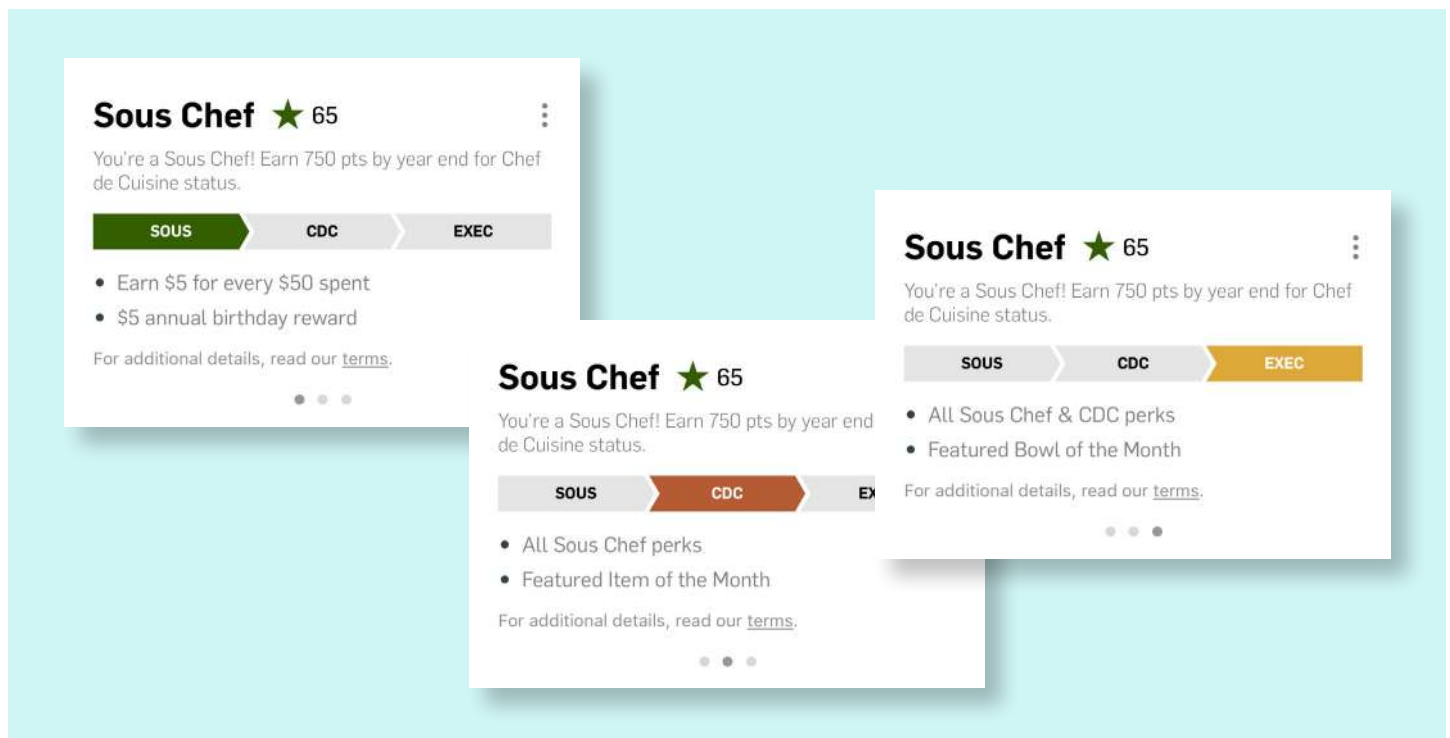 Sous Chef ★ 65
You're a Sous Chef! Earn 750 pts by year end for Chef
de Cuisine status.
SOUS CDC EXEC
• Earn $5 for every $50 spent
• $5 annual birthday reward
For additional details, read our terms.
Sous Chef ★ 65
You're a Sous Chef! Earn 750 pts by year end
de Cuisine status.
SOUS CDC EX
• All Sous Chef perks
• Featured Item of the Month
For additional details, read our terms.
Sous Chef ★ 65
You're a Sous Chef! Earn 750 pts by year end for Chef
de Cuisine status.
SOUS CDC EXEC
• All Sous Chef & CDC perks
• Featured Bowl of the Month
For additional details, read our terms.